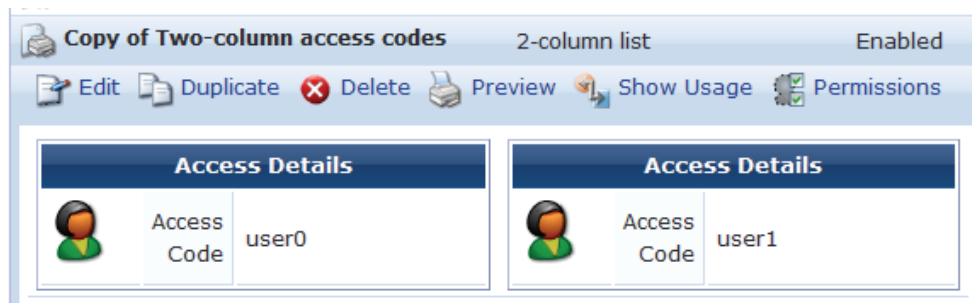 Copy of Two-column access codes 2-column list Enabled
Edit Duplicate Delete Preview Show Usage Permissions
Access Details Access Details
Access Code user0 Access Code user1